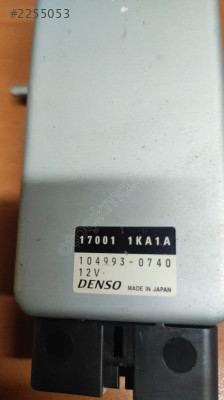 #2255053
17001 1KA1A
104993-0740
12V
DENSO MADE IN JAPAN